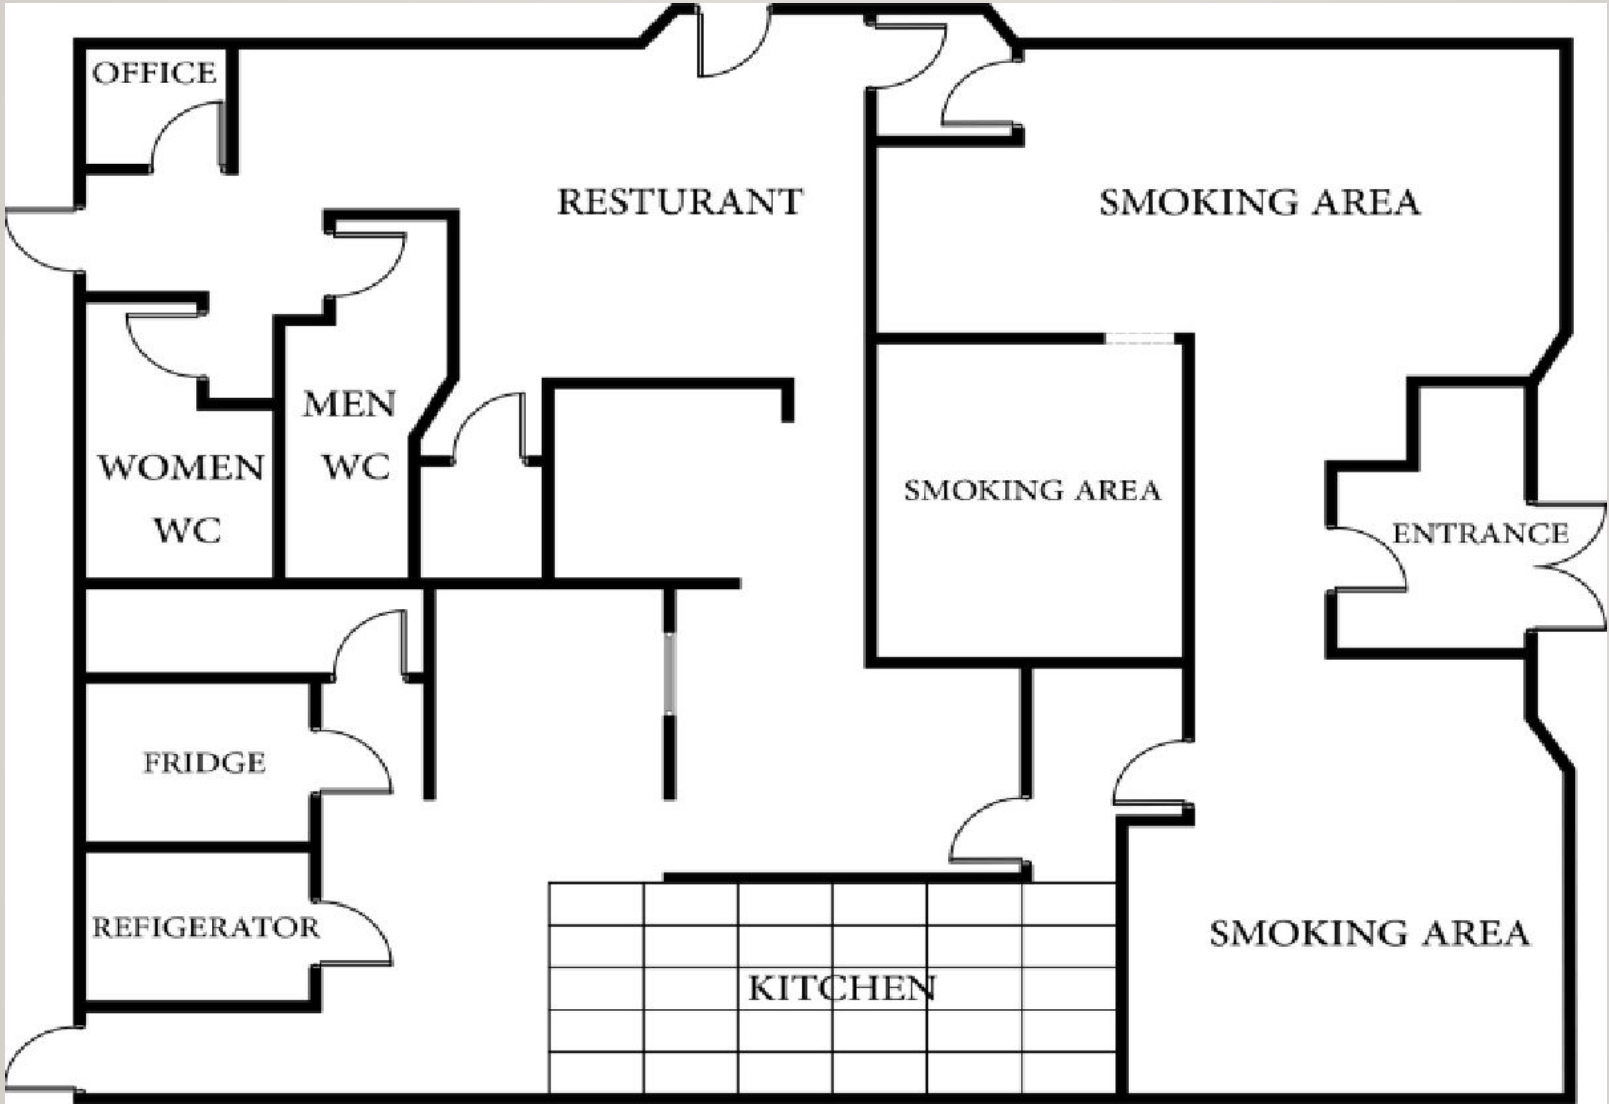 OFFICE
RESTURANT
SMOKING AREA
MEN
WC
WOMEN
WC
SMOKING AREA
ENTRANCE
FRIDGE
REFIGERATOR
KITCHEN
SMOKING AREA